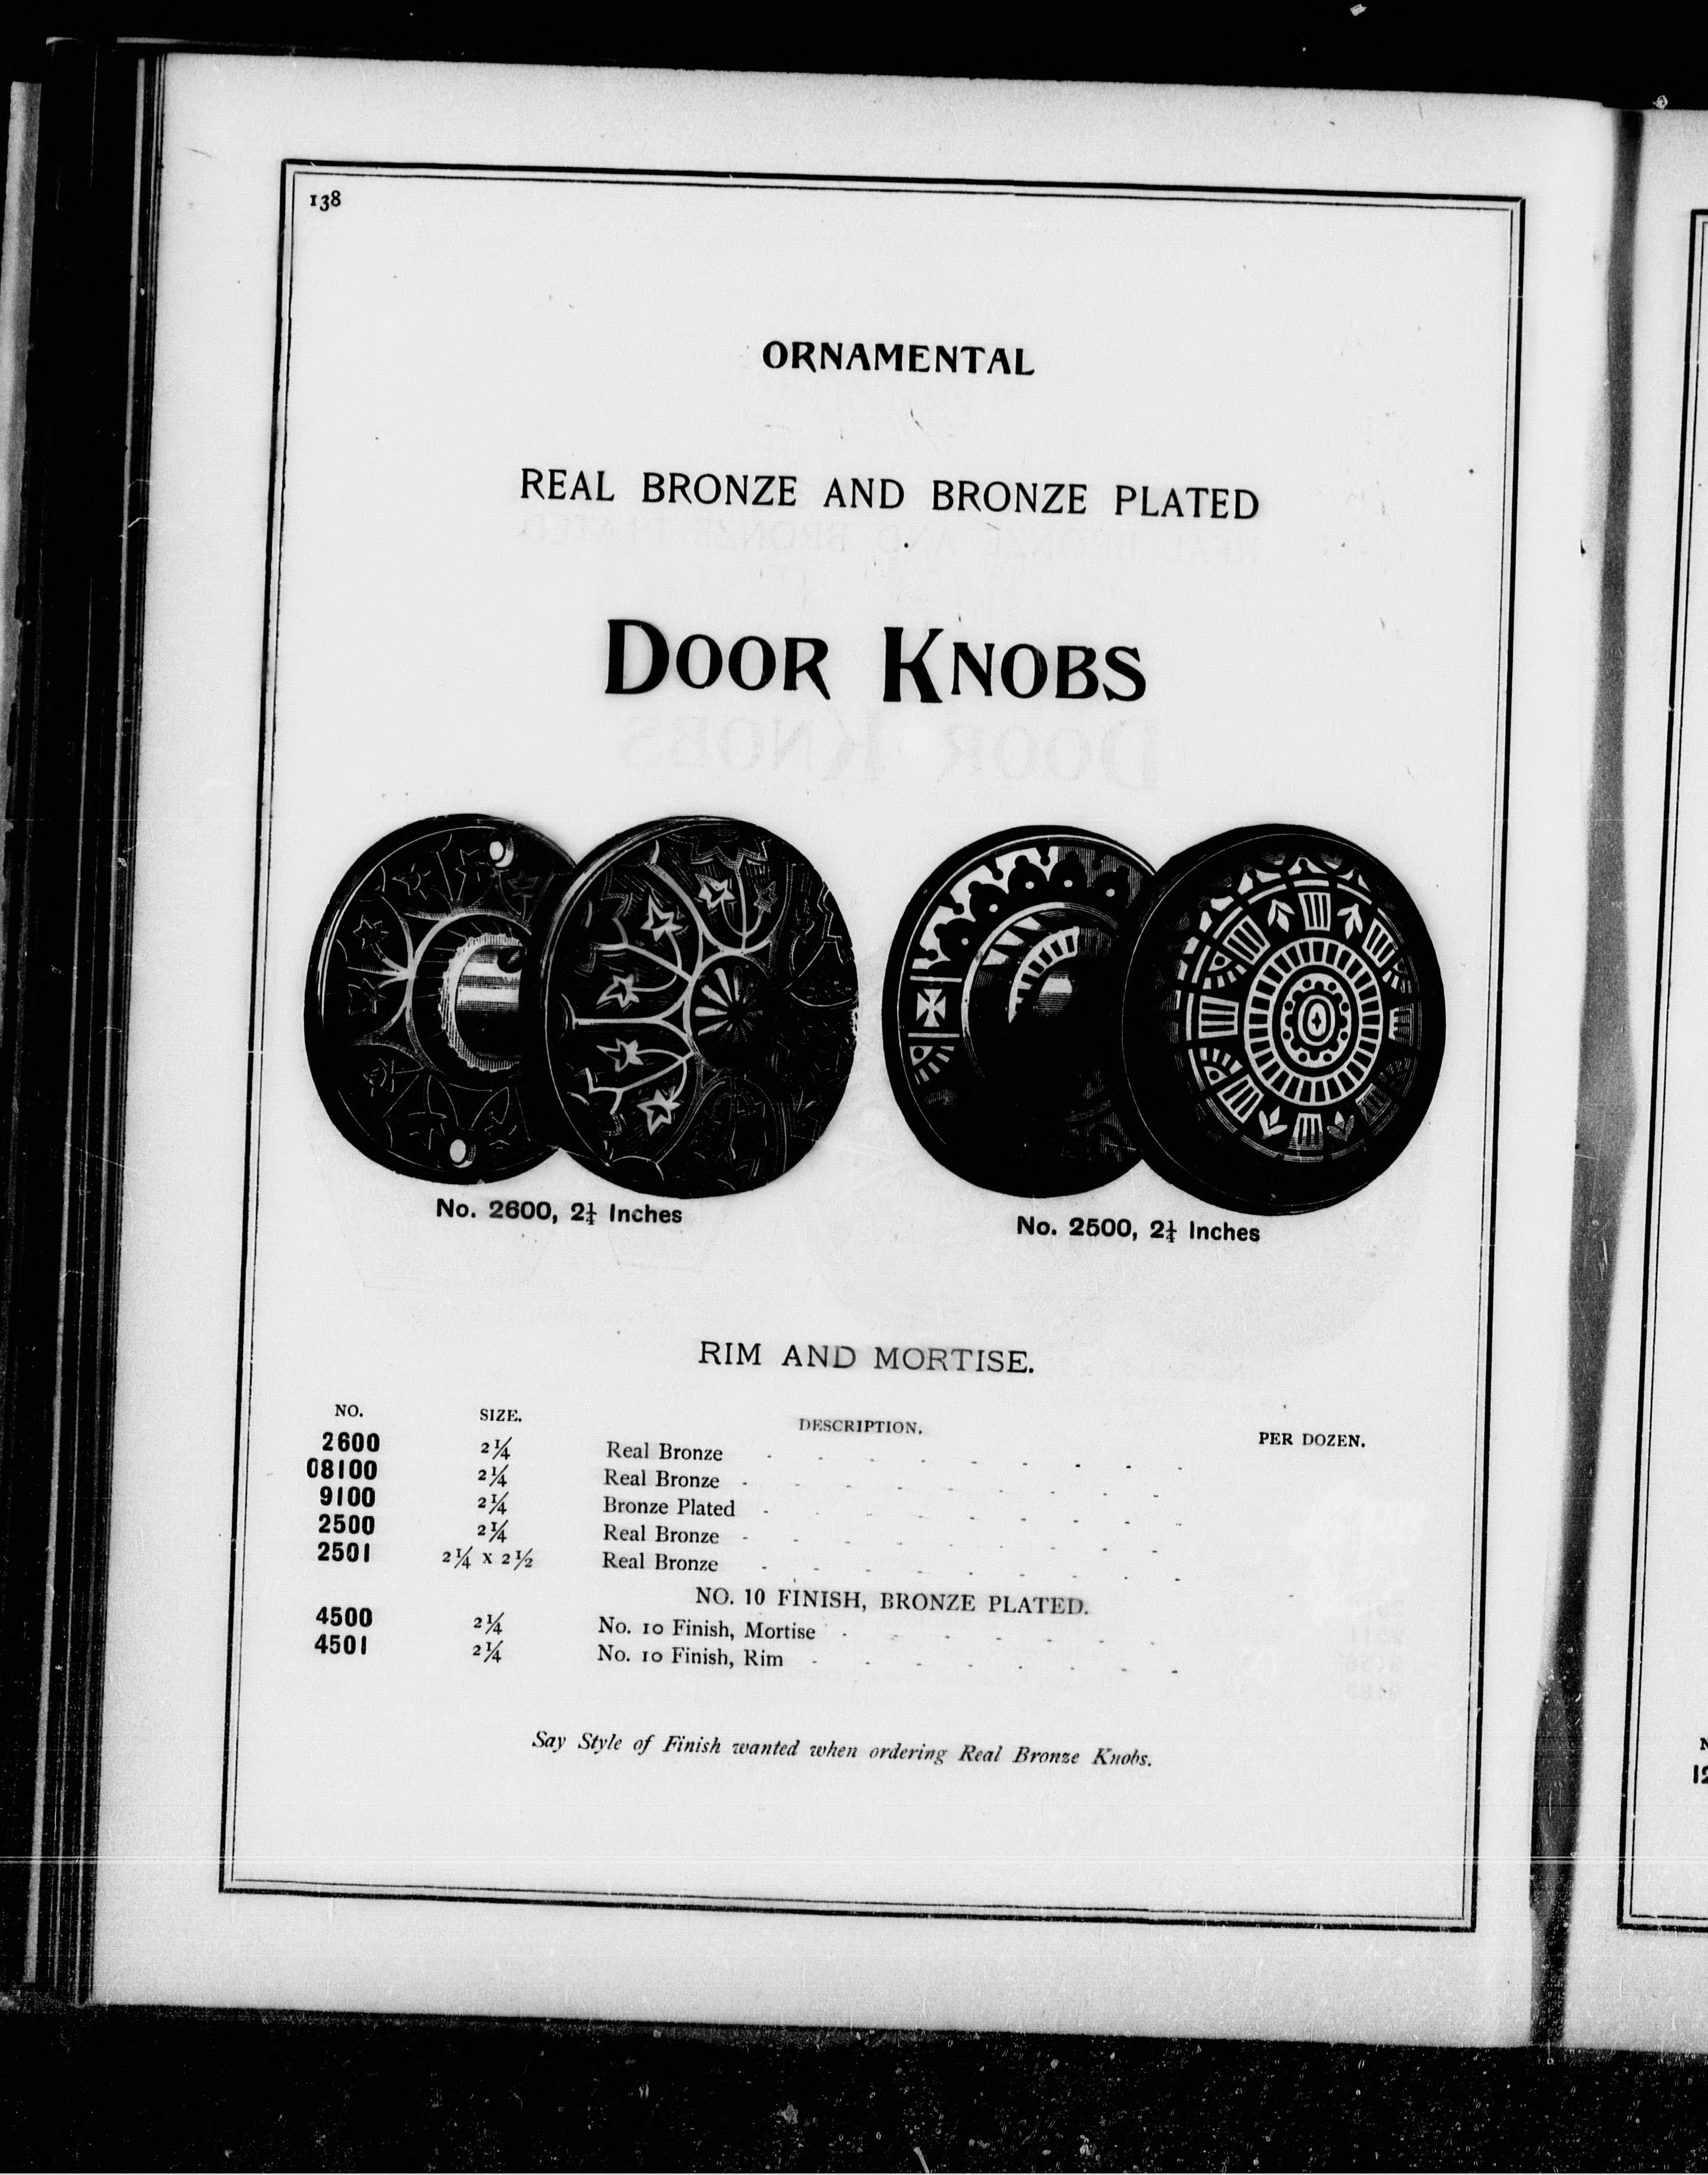 138
ORNAMENTAL
REAL BRONZE AND BRONZE PLATED
DOOR KNOBS
No. 2600, 2¼ Inches
No. 2500, 2¼ Inches
RIM AND MORTISE.
NO. SIZE. DESCRIPTION. PER DOZEN.
2600 2¼ Real Bronze - - - - - - - - -
08100 2¼ Real Bronze - - - - - - - - -
9100 2¼ Bronze Plated - - - - - - - - -
2500 2¼ Real Bronze - - - - - - - - -
2501 2¼ x 2½ Real Bronze - - - - - - - - -
NO. 10 FINISH, BRONZE PLATED.
4500 2¼ No. 10 Finish, Mortise - - - - - - -
4501 2¼ No. 10 Finish, Rim - - - - - - - -
Say Style of Finish wanted when ordering Real Bronze Knobs.